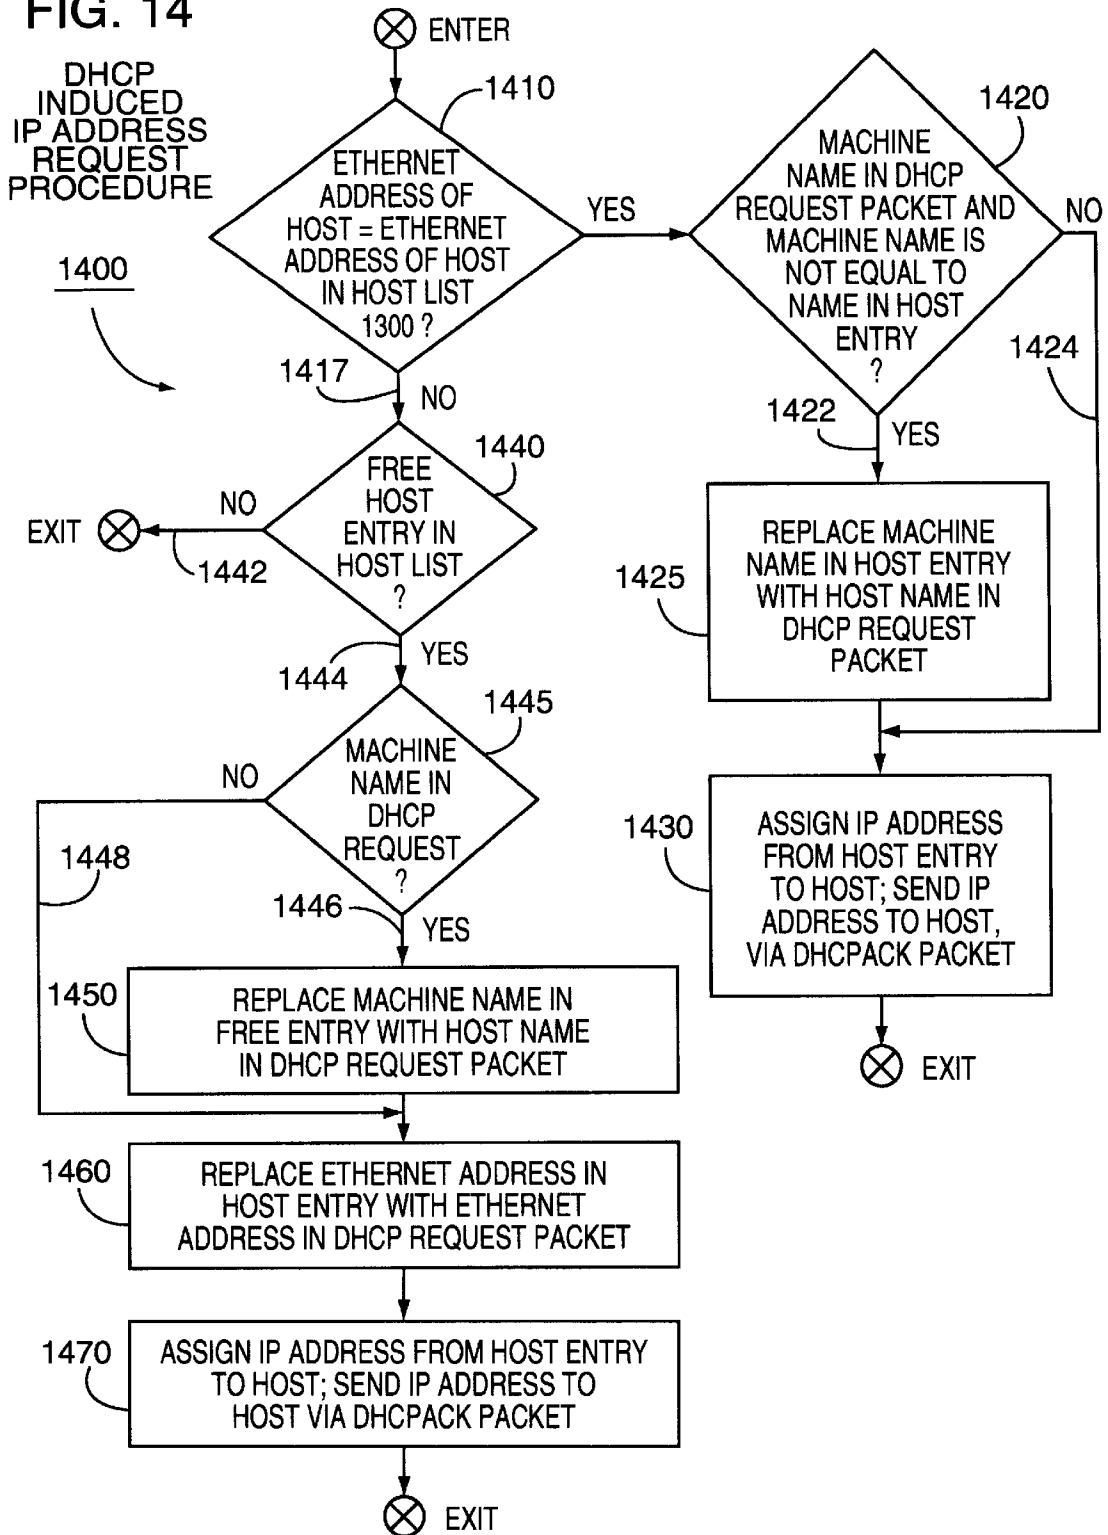 FIG. 14
DHCP
INDUCED
IP ADDRESS
REQUEST
PROCEDURE
1400
ENTER
1410
ETHERNET
ADDRESS OF
HOST = ETHERNET
ADDRESS OF HOST
IN HOST LIST
1300 ?
YES
1420
MACHINE
NAME IN DHCP
REQUEST PACKET AND
MACHINE NAME IS
NOT EQUAL TO
NAME IN HOST
ENTRY
?
NO
1424
1422
YES
1425
REPLACE MACHINE
NAME IN HOST ENTRY
WITH HOST NAME IN
DHCP REQUEST
PACKET
1430
ASSIGN IP ADDRESS
FROM HOST ENTRY
TO HOST; SEND IP
ADDRESS TO HOST,
VIA DHCPACK PACKET
EXIT
1417
NO
1440
FREE
HOST
ENTRY IN
HOST LIST
?
NO
EXIT
1442
1444
YES
1445
MACHINE
NAME IN
DHCP
REQUEST
?
NO
1448
1446
YES
1450
REPLACE MACHINE NAME IN
FREE ENTRY WITH HOST NAME
IN DHCP REQUEST PACKET
1460
REPLACE ETHERNET ADDRESS IN
HOST ENTRY WITH ETHERNET
ADDRESS IN DHCP REQUEST PACKET
1470
ASSIGN IP ADDRESS FROM HOST ENTRY
TO HOST; SEND IP ADDRESS TO
HOST VIA DHCPACK PACKET
EXIT